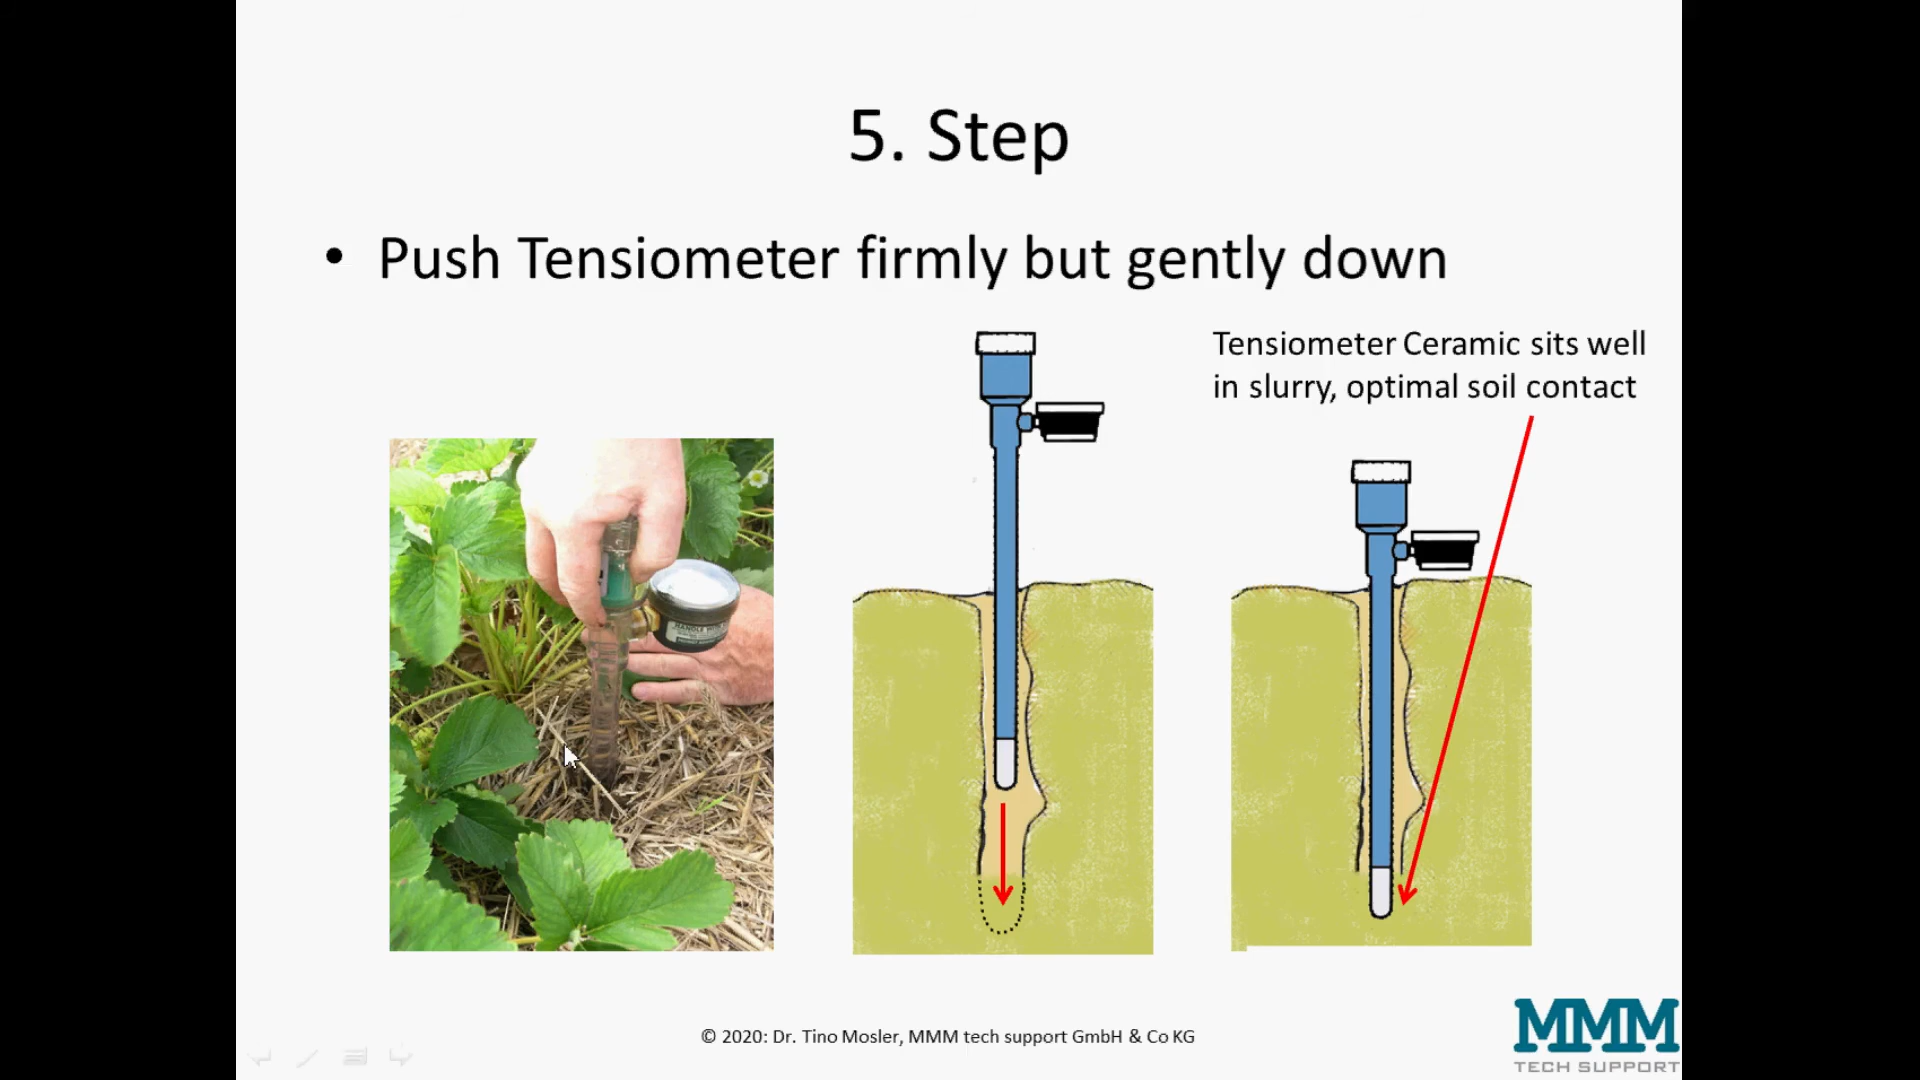 5. Step
• Push Tensiometer firmly but gently down
Tensiometer Ceramic sits well
in slurry, optimal soil contact
© 2020: Dr. Tino Mosler, MMM tech support GmbH & Co KG
MMM
TECH SUPPORT